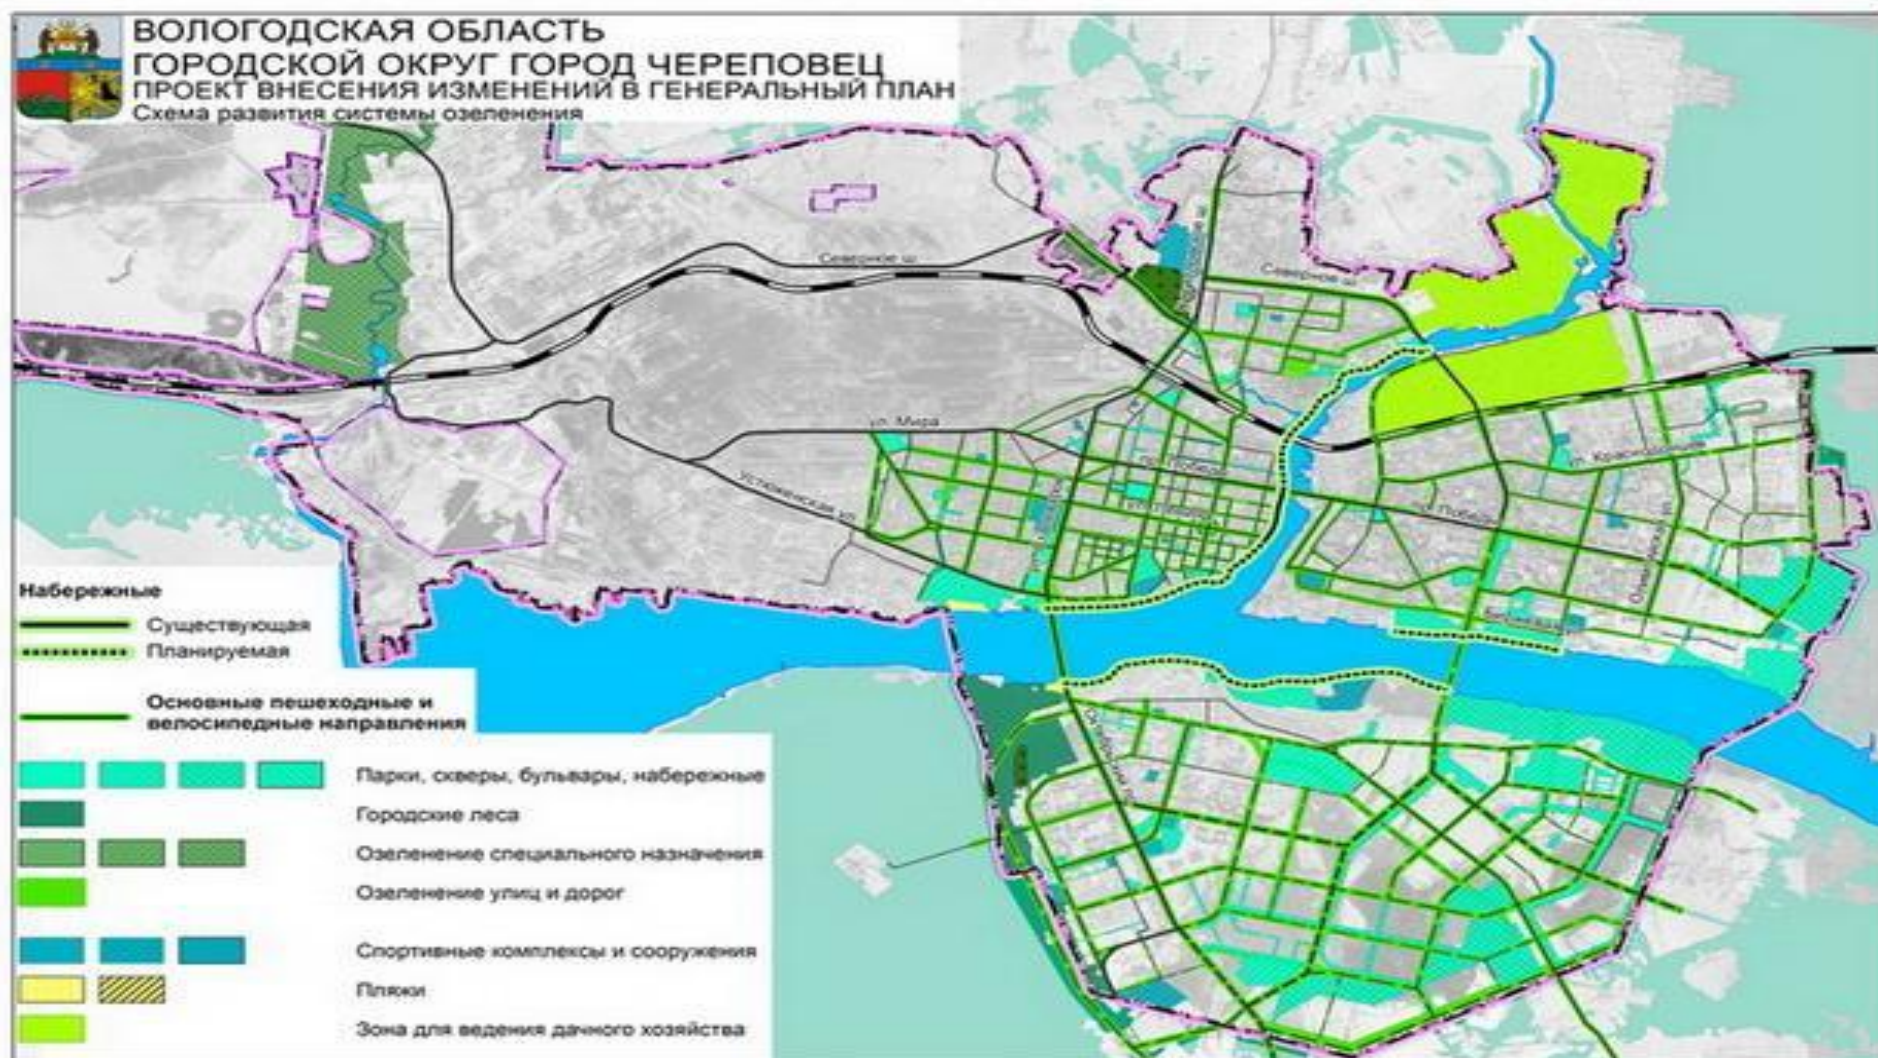 ВОЛОГОДСКАЯ ОБЛАСТЬ
ГОРОДСКОЙ ОКРУГ ГОРОД ЧЕРЕПОВЕЦ
ПРОЕКТ ВНЕСЕНИЯ ИЗМЕНЕНИЙ В ГЕНЕРАЛЬНЫЙ ПЛАН
Схема развития системы озеленения
Северное ш
Северное ш
ул. Мира
Устюженская ул
Набережные
Существующая
Планируемая
Основные пешеходные и
велосипедные направления
Парки, скверы, бульвары, набережные
Городские леса
Озеленение специального назначения
Озеленение улиц и дорог
Спортивные комплексы и сооружения
Пляжи
Зона для ведения дачного хозяйства